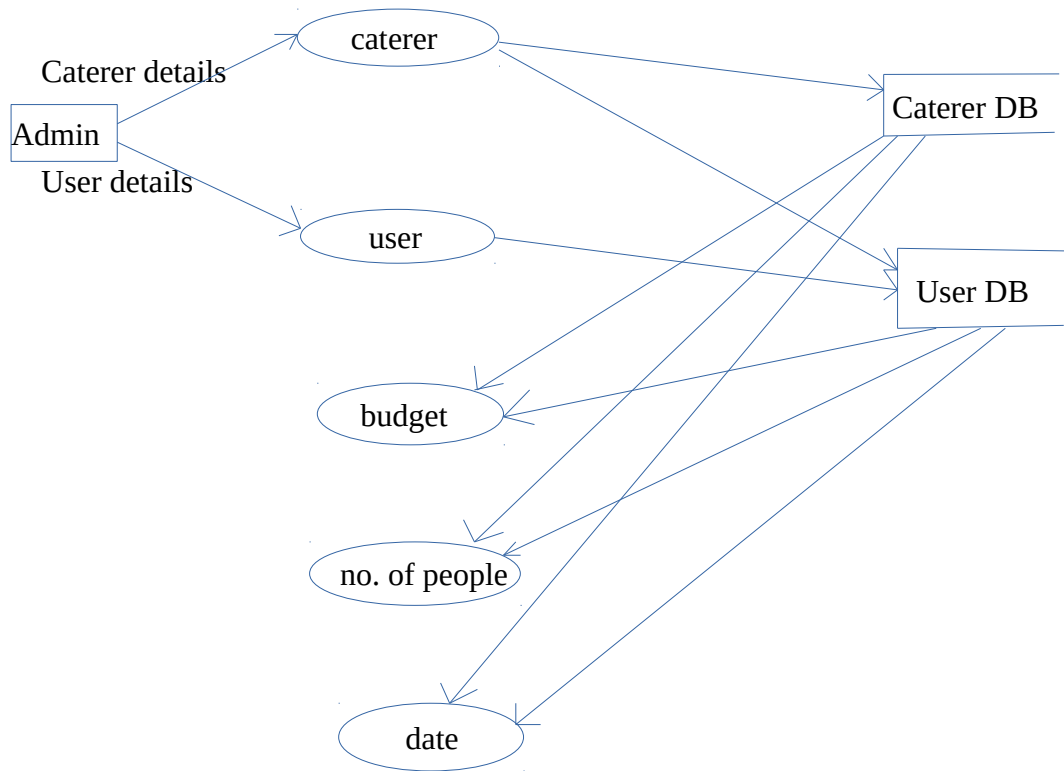 caterer
Caterer details
Caterer DB
Admin
User details
user
User DB
budget
no. of people
date